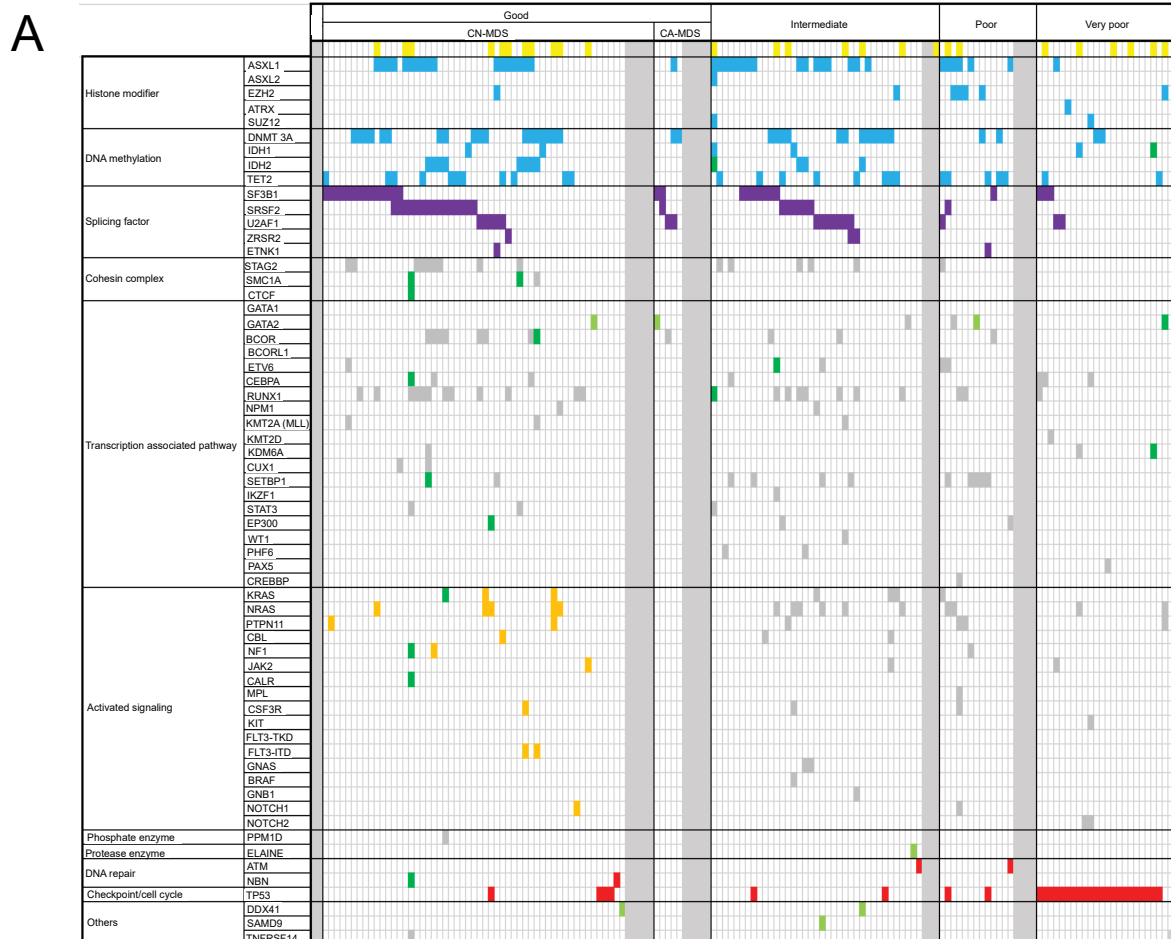 A
Good
Intermediate
Poor
Very poor
CN-MDS
CA-MDS
Histone modifier
ASXL1
ASXL2
EZH2
ATRX
SUZ12
DNA methylation
DNMT 3A
IDH1
IDH2
TET2
Splicing factor
SF3B1
SRSF2
U2AF1
ZRSR2
ETNK1
Cohesin complex
STAG2
SMC1A
CTCF
Transcription associated pathway
GATA1
GATA2
BCOR
BCORL1
ETV6
CEBPA
RUNX1
NPM1
KMT2A (MLL)
KMT2D
KDM6A
CUX1
SETBP1
IKZF1
STAT3
EP300
WT1
PHF6
PAX5
CREBBP
Activated signaling
KRAS
NRAS
PTPN11
CBL
NF1
JAK2
CALR
MPL
CSF3R
KIT
FLT3-TKD
FLT3-ITD
GNAS
BRAF
GNB1
NOTCH1
NOTCH2
Phosphate enzyme
PPM1D
Protease enzyme
ELAINE
DNA repair
ATM
NBN
Checkpoint/cell cycle
TP53
Others
DDX41
SAMD9
TNFRSF14